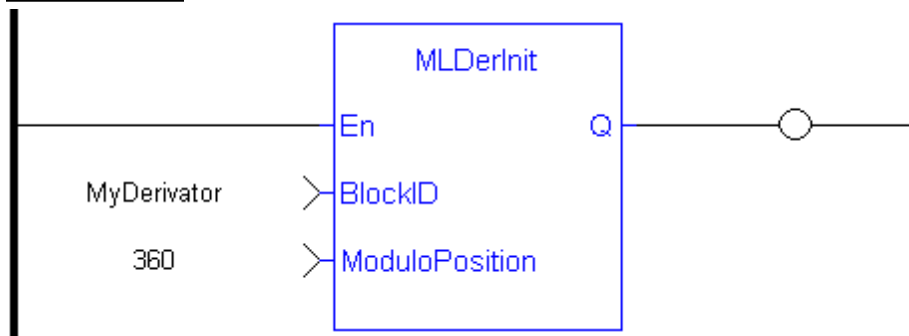 MLDerInit
En Q
MyDerivator BlockID
360 ModuloPosition